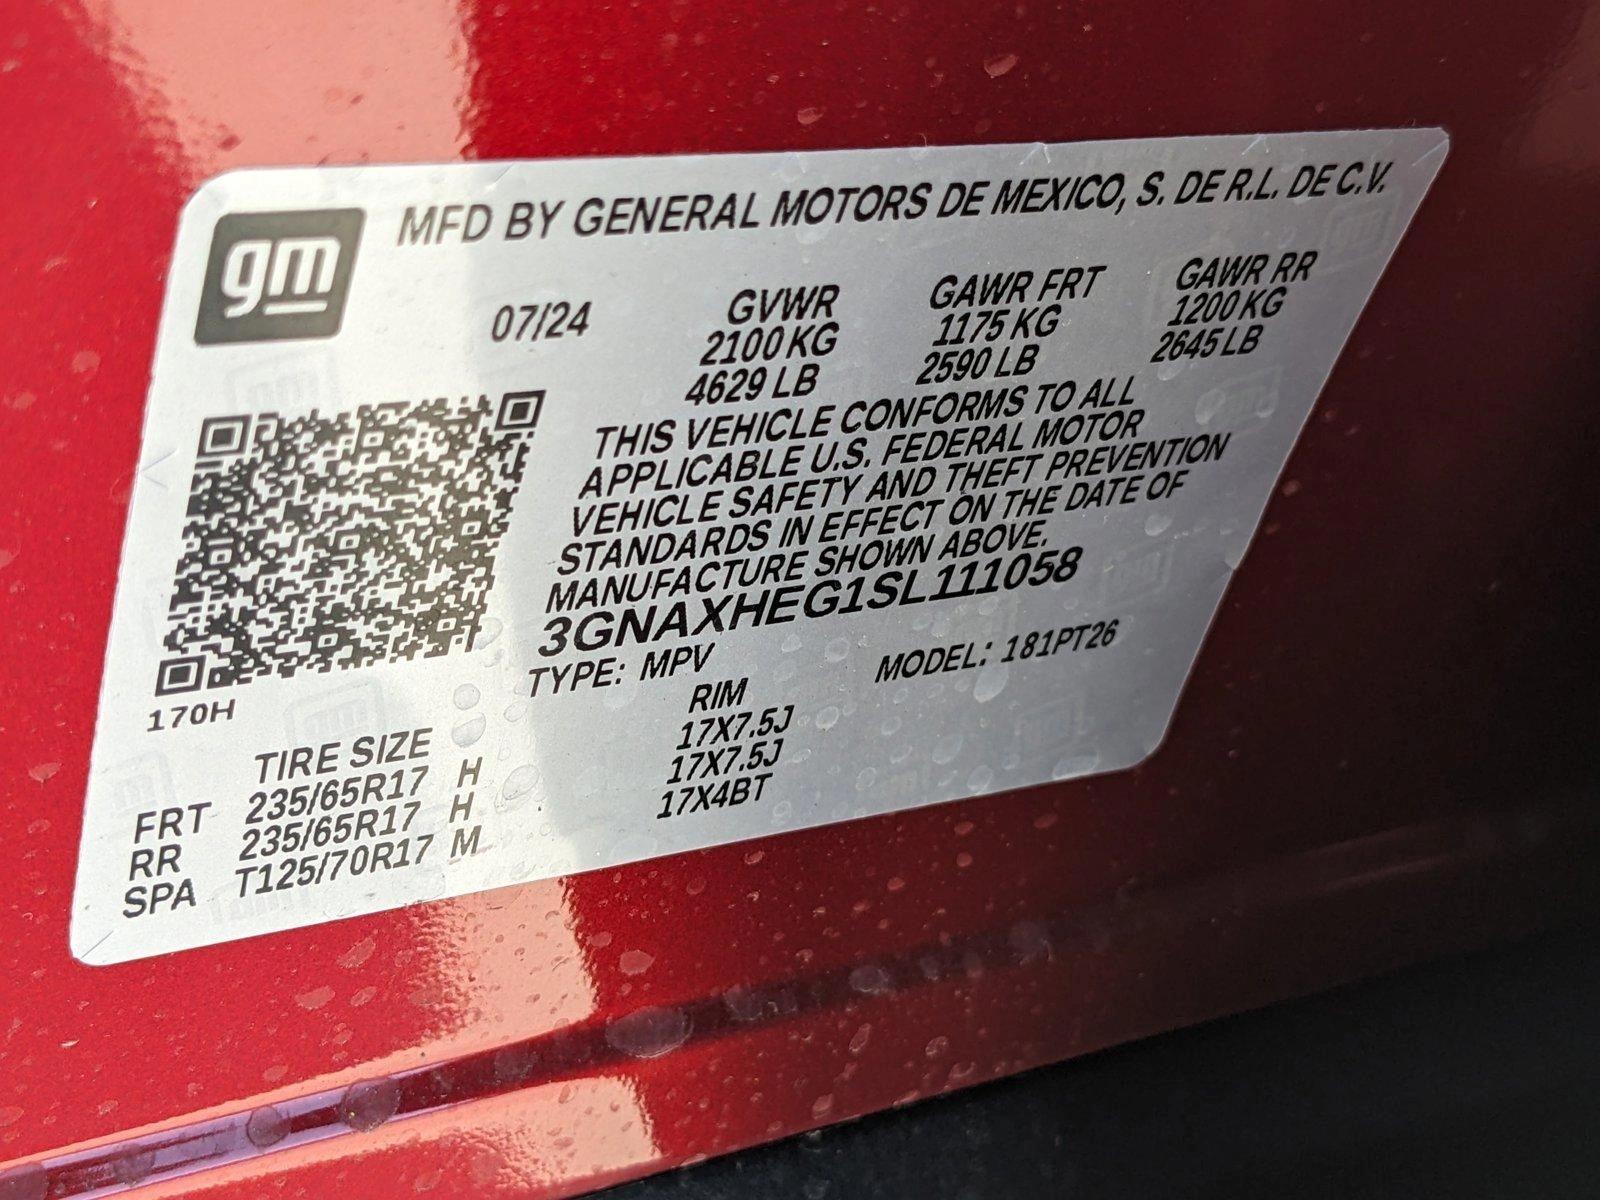 gm
MFD BY GENERAL MOTORS DE MEXICO, S. DE R.L. DE C.V.
07/24 GVWR GAWR FRT GAWR RR
2100 KG 1175 KG 1200 KG
4629 LB 2590 LB 2645 LB
THIS VEHICLE CONFORMS TO ALL
APPLICABLE U.S. FEDERAL MOTOR
VEHICLE SAFETY AND THEFT PREVENTION
STANDARDS IN EFFECT ON THE DATE OF
MANUFACTURE SHOWN ABOVE.
3GNAXHEG1SL111058
TYPE: MPV MODEL: 181PT26
170H
TIRE SIZE RIM
FRT 235/65R17 H 17X7.5J
RR 235/65R17 H 17X7.5J
SPA T125/70R17 M 17X4BT